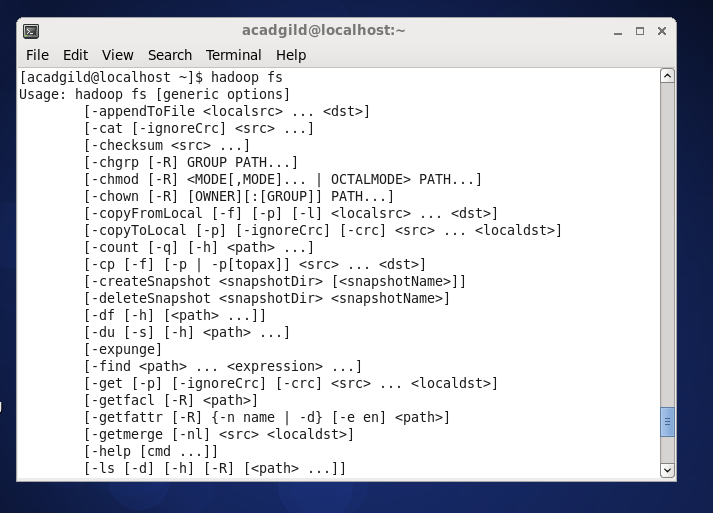 acadgild@localhost:~
File Edit View Search Terminal Help
[acadgild@localhost ~]$ hadoop fs
Usage: hadoop fs [generic options]
[-appendToFile <localsrc> ... <dst>]
[-cat [-ignoreCrc] <src> ...]
[-checksum <src> ...]
[-chgrp [-R] GROUP PATH...]
[-chmod [-R] <MODE[,MODE]... | OCTALMODE> PATH...]
[-chown [-R] [OWNER][:[GROUP]] PATH...]
[-copyFromLocal [-f] [-p] [-l] <localsrc> ... <dst>]
[-copyToLocal [-p] [-ignoreCrc] [-crc] <src> ... <localdst>]
[-count [-q] [-h] <path> ...]
[-cp [-f] [-p | -p[topax]] <src> ... <dst>]
[-createSnapshot <snapshotDir> [<snapshotName>]]
[-deleteSnapshot <snapshotDir> <snapshotName>]
[-df [-h] [<path> ...]]
[-du [-s] [-h] <path> ...]
[-expunge]
[-find <path> ... <expression> ...]
[-get [-p] [-ignoreCrc] [-crc] <src> ... <localdst>]
[-getfacl [-R] <path>]
[-getfattr [-R] {-n name | -d} [-e en] <path>]
[-getmerge [-nl] <src> <localdst>]
[-help [cmd ...]]
[-ls [-d] [-h] [-R] [<path> ...]]